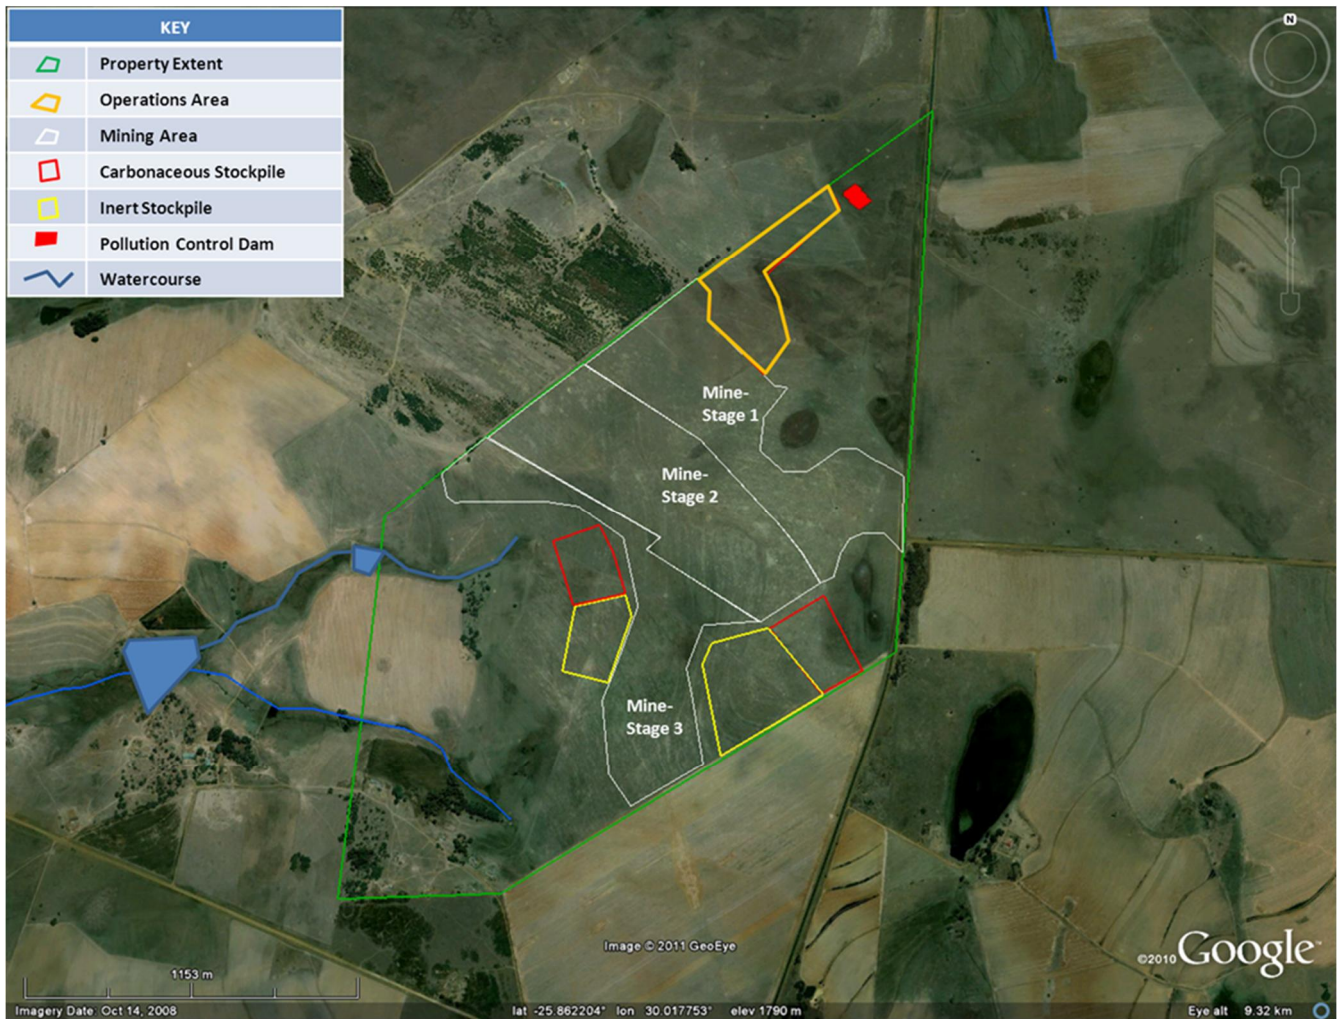 KEY
Property Extent
Operations Area
Mining Area
Carbonaceous Stockpile
Inert Stockpile
Pollution Control Dam
Watercourse
N
Mine-
Stage 1
Mine-
Stage 2
Mine-
Stage 3
Image © 2011 GeoEye
©2010 Google™
1153 m
Imagery Date: Oct 14, 2008
lat -25.862204° lon 30.017753° elev 1790 m
Eye alt 9.32 km